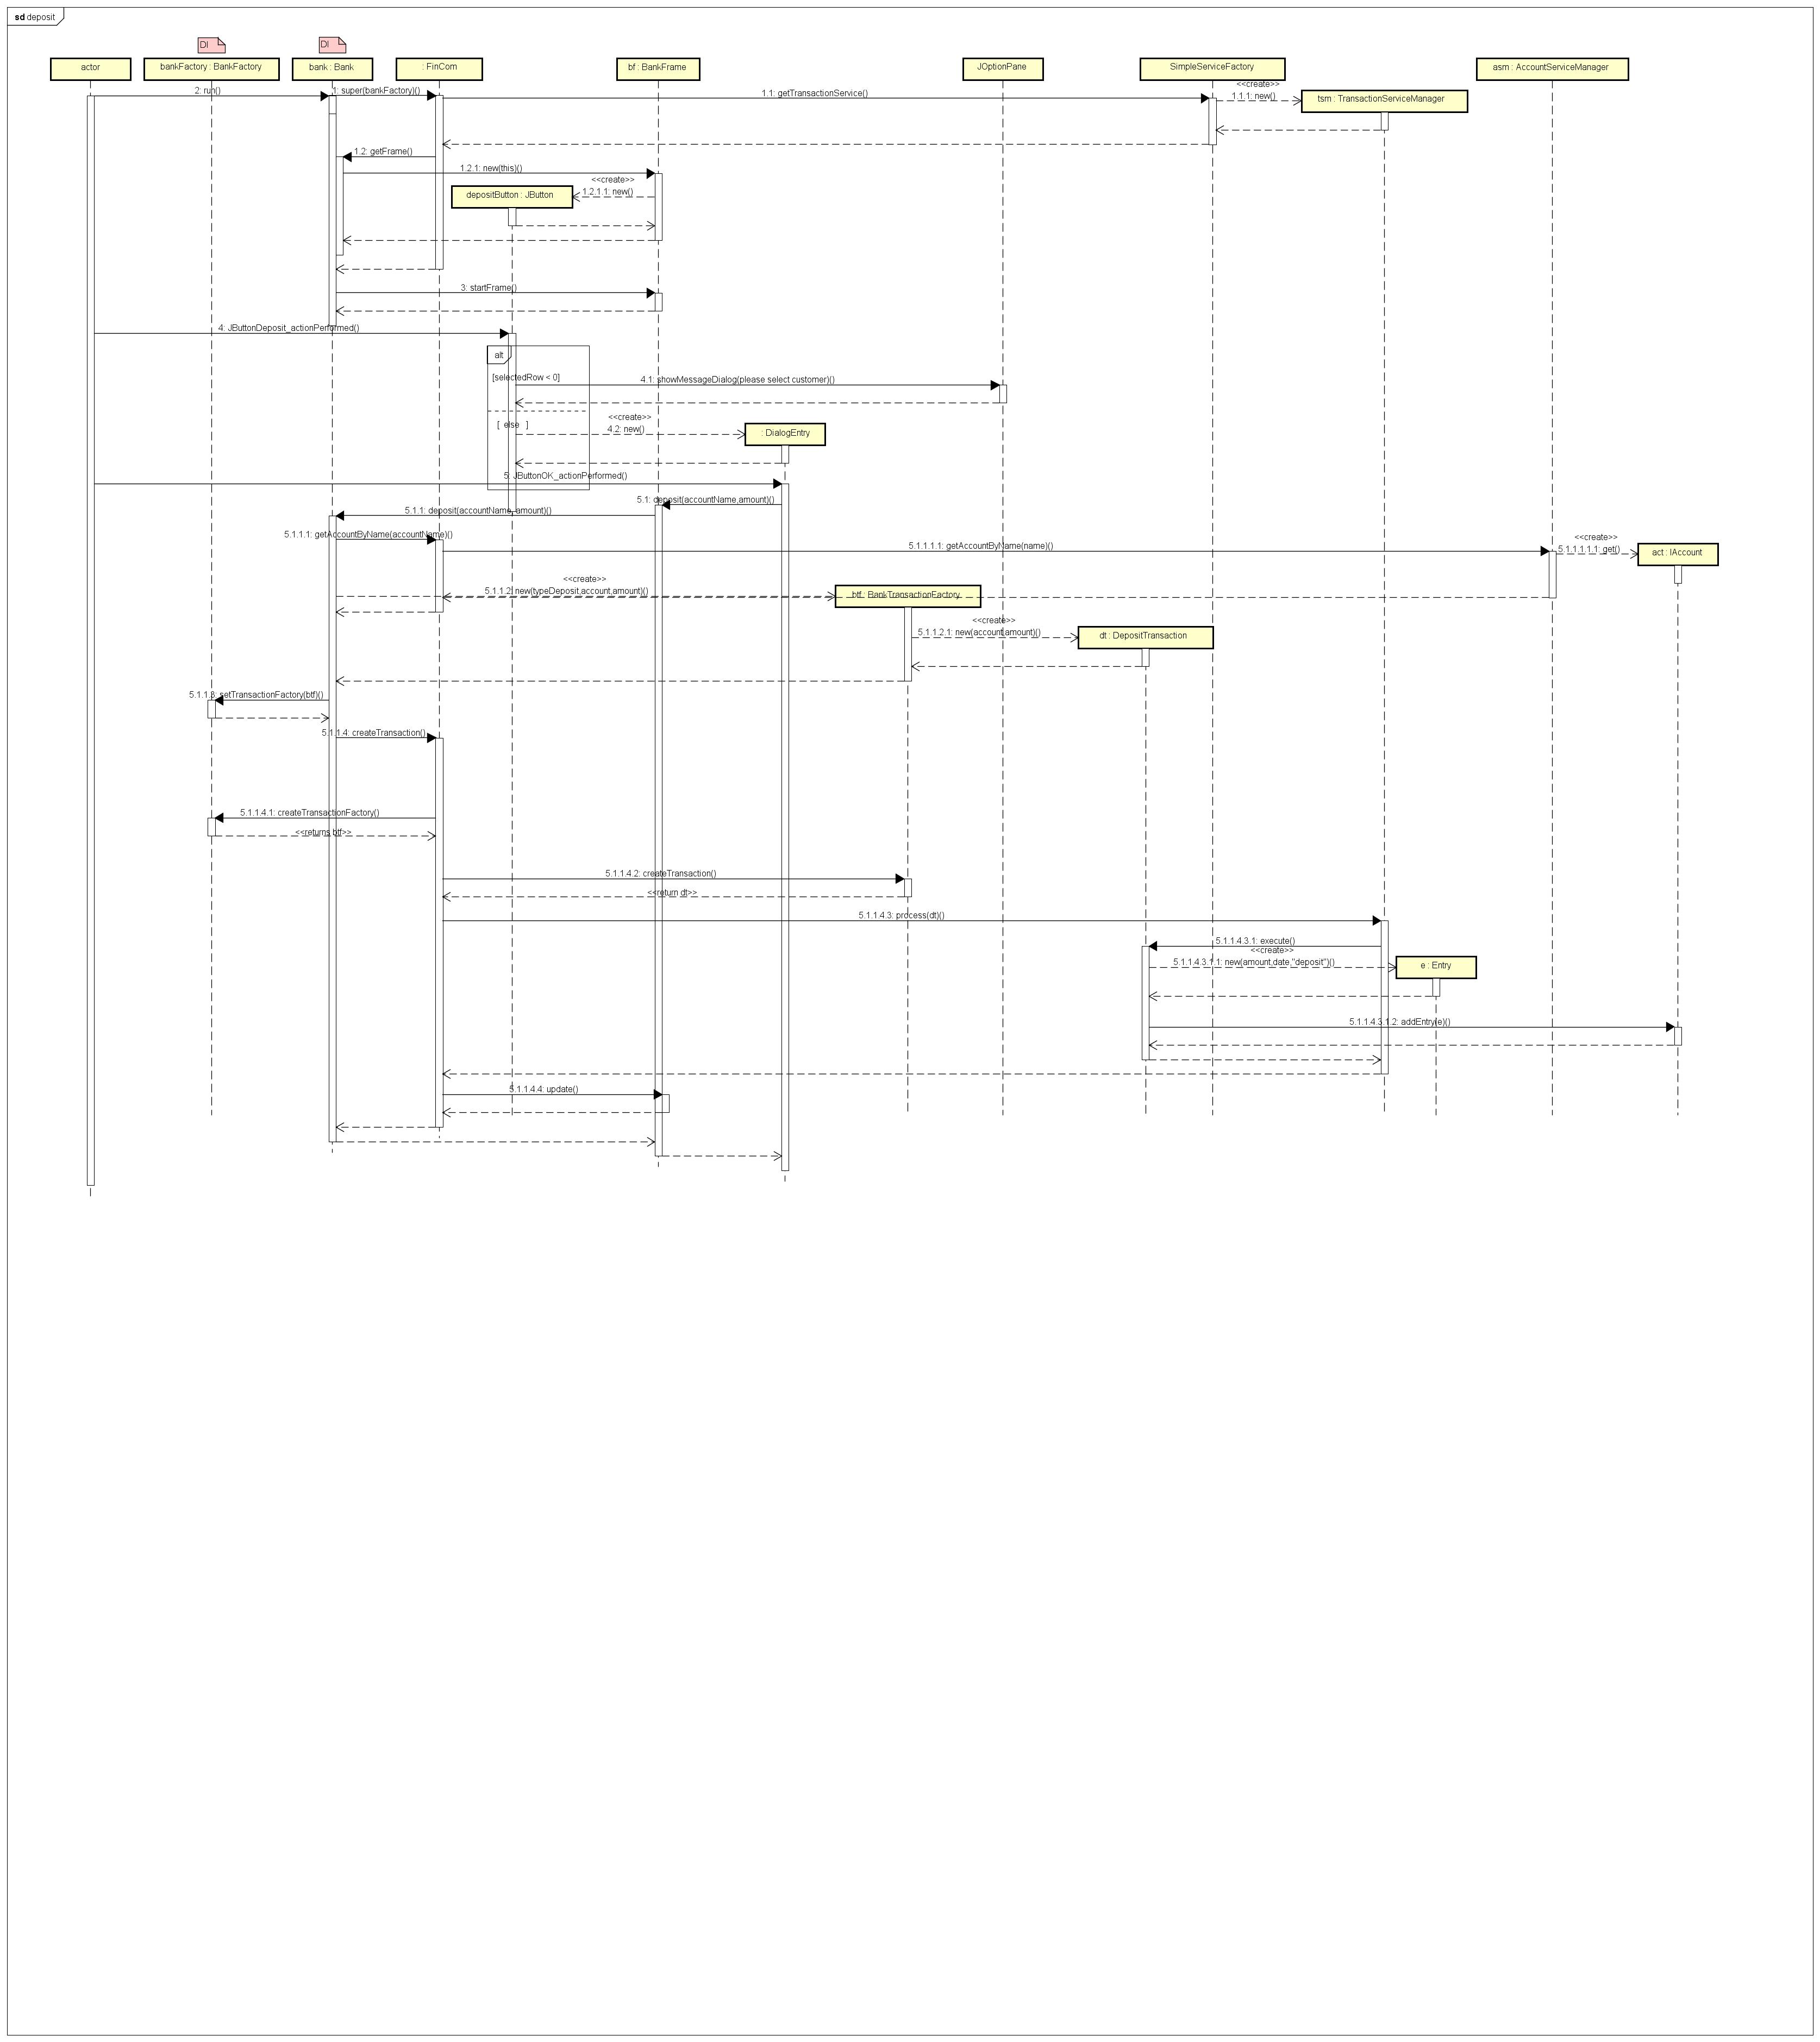 sd deposit
DI
DI
actor
bankFactory : BankFactory
bank : Bank
: FinCom
bf : BankFrame
JOptionPane
SimpleServiceFactory
asm : AccountServiceManager
2: run()
1: super(bankFactory)()
1.1: getTransactionService()
<<create>>
1.1.1: new()
tsm : TransactionServiceManager
1.2: getFrame()
1.2.1: new(this)()
<<create>>
1.2.1.1: new()
depositButton : JButton
3: startFrame()
4: JButtonDeposit_actionPerformed()
alt
[selectedRow < 0]
4.1: showMessageDialog(please select customer)()
<<create>>
[ else ]
4.2: new()
: DialogEntry
5: JButtonOK_actionPerformed()
5.1: deposit(accountName,amount)()
5.1.1: deposit(accountName,amount)()
5.1.1.1: getAccountByName(accountName)()
5.1.1.1.1: getAccountByName(name)()
<<create>>
5.1.1.1.1.1: get()
act : IAccount
<<create>>
5.1.1.2: new(typeDeposit,account,amount)()
btf : BankTransactionFactory
<<create>>
5.1.1.2.1: new(account,amount)()
dt : DepositTransaction
5.1.1.3: setTransactionFactory(btf)()
5.1.1.4: createTransaction()
5.1.1.4.1: createTransactionFactory()
<<returns btf>>
5.1.1.4.2: createTransaction()
<<return dt>>
5.1.1.4.3: process(dt)()
5.1.1.4.3.1: execute()
<<create>>
5.1.1.4.3.1.1: new(amount,date,"deposit")()
e : Entry
5.1.1.4.3.1.2: addEntry(e)()
5.1.1.4.4: update()